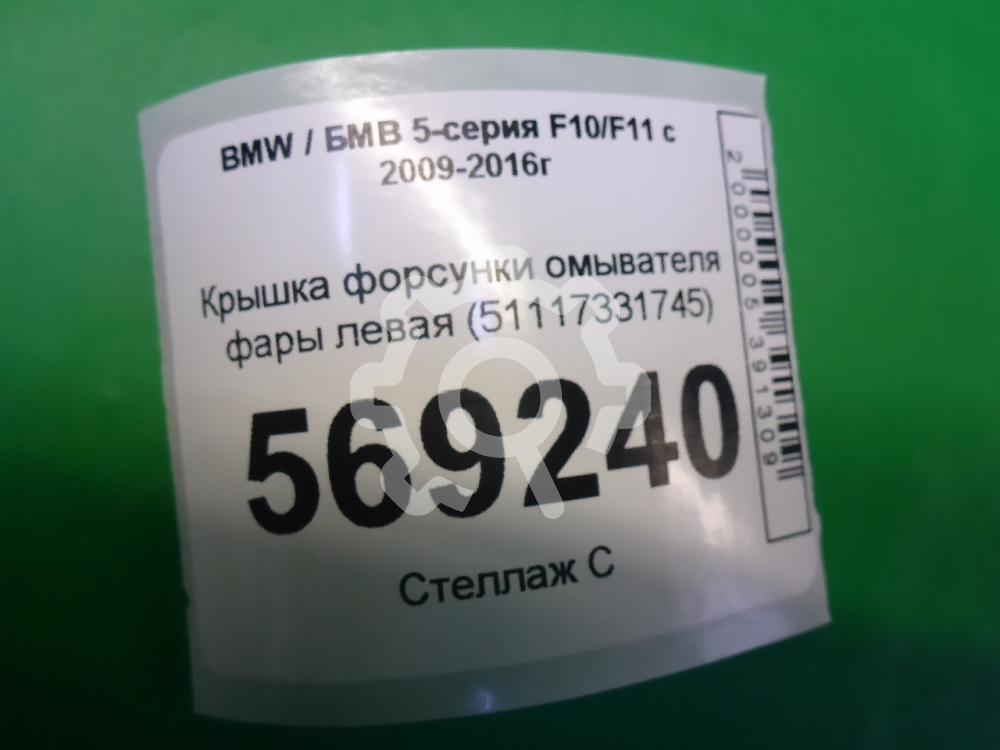 BMW / БМВ 5-серия F10/F11 с
2009-2016г
Крышка форсунки омывателя
фары левая (51117331745)
569240
Стеллаж С
2000005391309